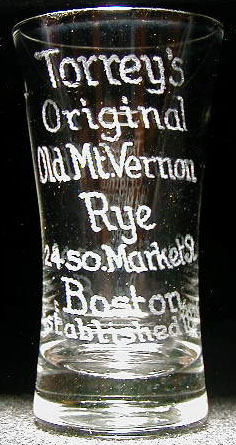 Torrey's
Original
Old Mt. Vernon
Rye
24. so. Market St.
Boston
Established